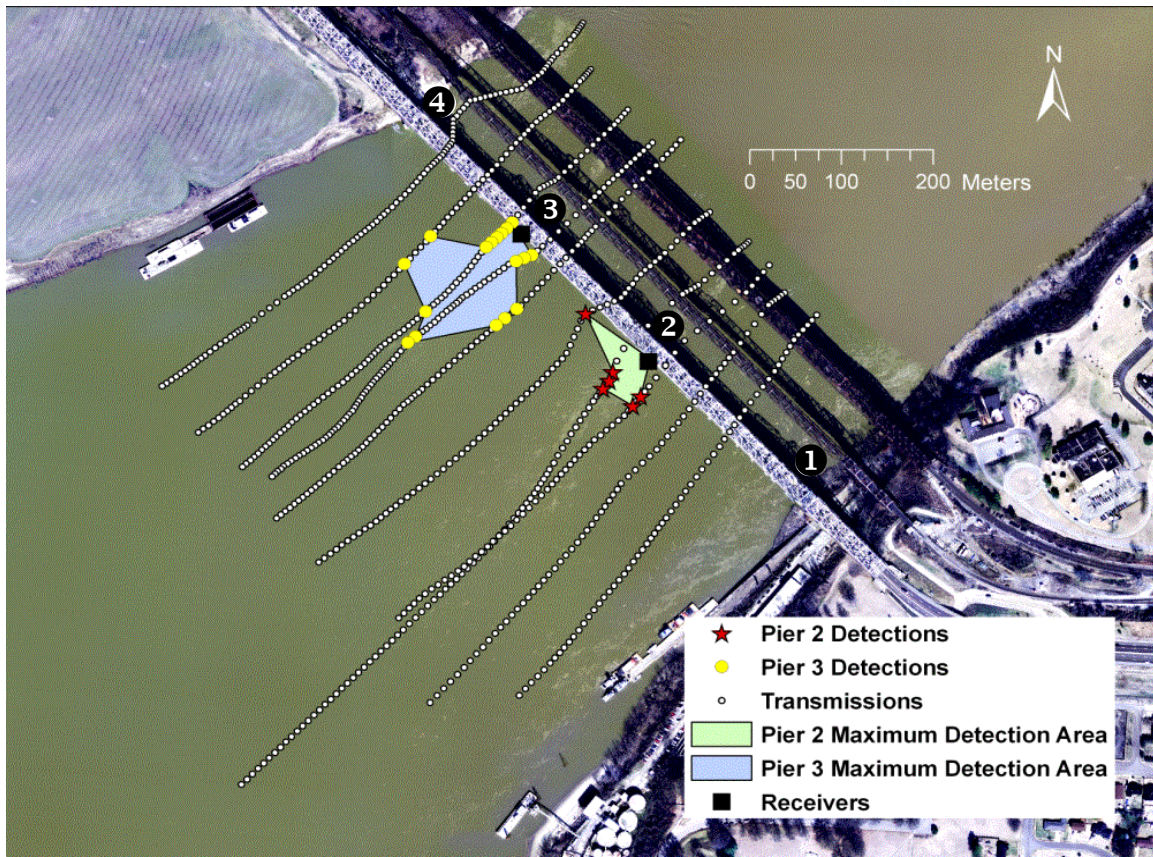 N
0 50 100 200 Meters
4
3
2
1
Pier 2 Detections
Pier 3 Detections
Transmissions
Pier 2 Maximum Detection Area
Pier 3 Maximum Detection Area
Receivers